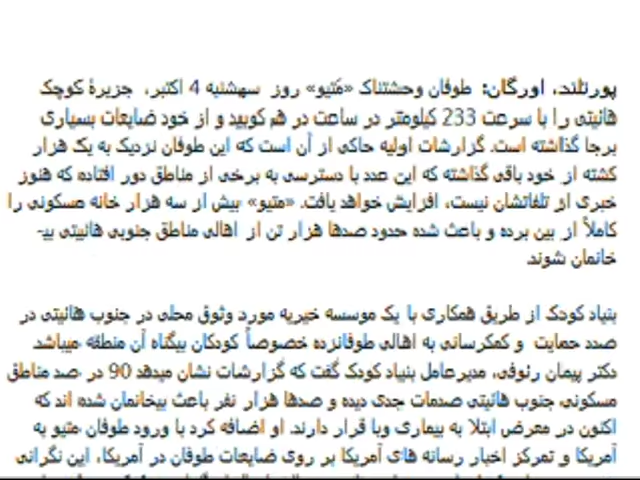 پورتلند، اورگان: طوفان وحشتناک «متیو» روز سهشنبه 4 اکتبر، جزیرۀ کوچک
هائیتی را با سرعت 233 کیلومتر در ساعت در هم کوبید و از خود ضایعات بسیاری
برجا گذاشته است. گزارشات اولیه حاکی از آن است که این طوفان نزدیک به یک هزار
کشته از خود باقی گذاشته که این عدد با دسترسی به برخی از مناطق دور افتاده که هنوز
خبری از تلفاتشان نیست، افزایش خواهد یافت. «متیو» بیش از سه هزار خانه مسکونی را
کاملاً از بین برده و باعث شده حدود صدها هزار تن از اهالی مناطق جنوبی هائیتی بی-
خانمان شوند.
بنیاد کودک از طریق همکاری با یک موسسه خیریه مورد وثوق محلی در جنوب هائیتی در
صدد حمایت و کمکرسانی به اهالی طوفانزده خصوصاً کودکان بیگناه آن منطقه میباشد.
دکتر پیمان رئوفی، مدیرعامل بنیاد کودک گفت که گزارشات نشان میدهد 90 در صد مناطق
مسکونی جنوب هائیتی صدمات جدی دیده و صدها هزار نفر باعث بیخانمان شده اند که
اکنون در معرض ابتلا به بیماری وبا قرار دارند. او اضافه کرد با ورود طوفان متیو به
آمریکا و تمرکز اخبار رسانه های آمریکا بر روی ضایعات طوفان در آمریکا، این نگرانی